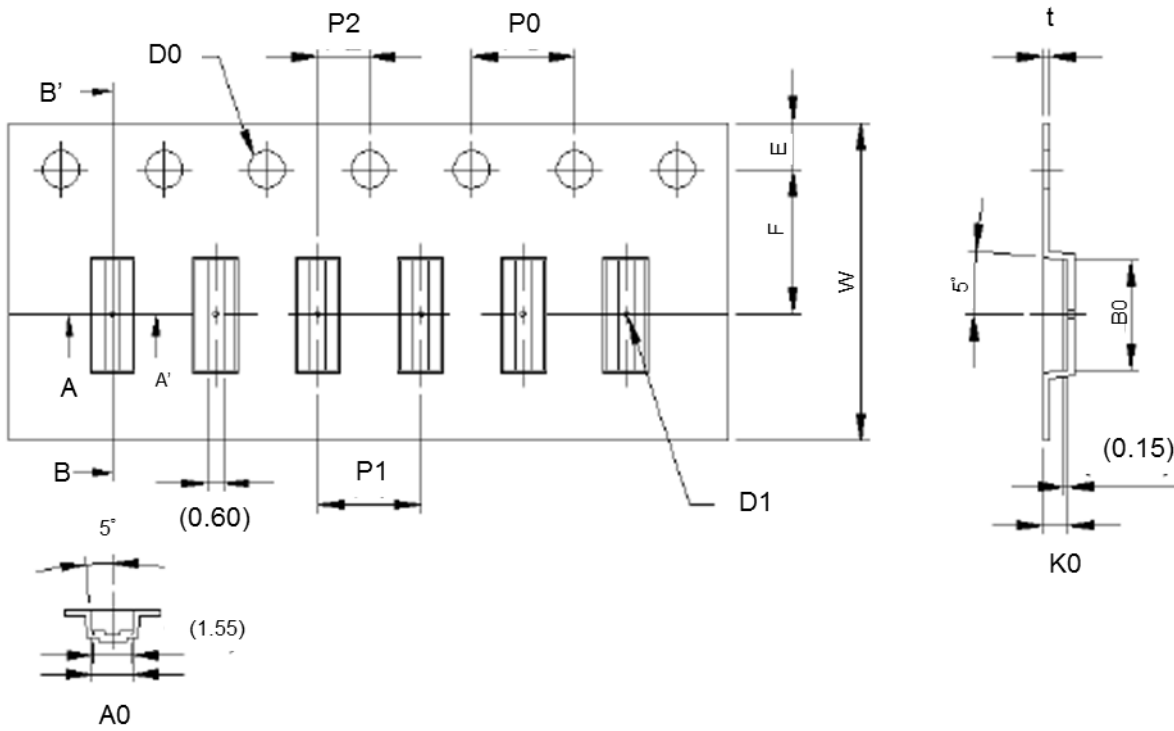 P2
P0
t
D0
B’
E
F
W
5°
B0
A
A’
B
P1
(0.60)
D1
(0.15)
K0
5°
(1.55)
A0